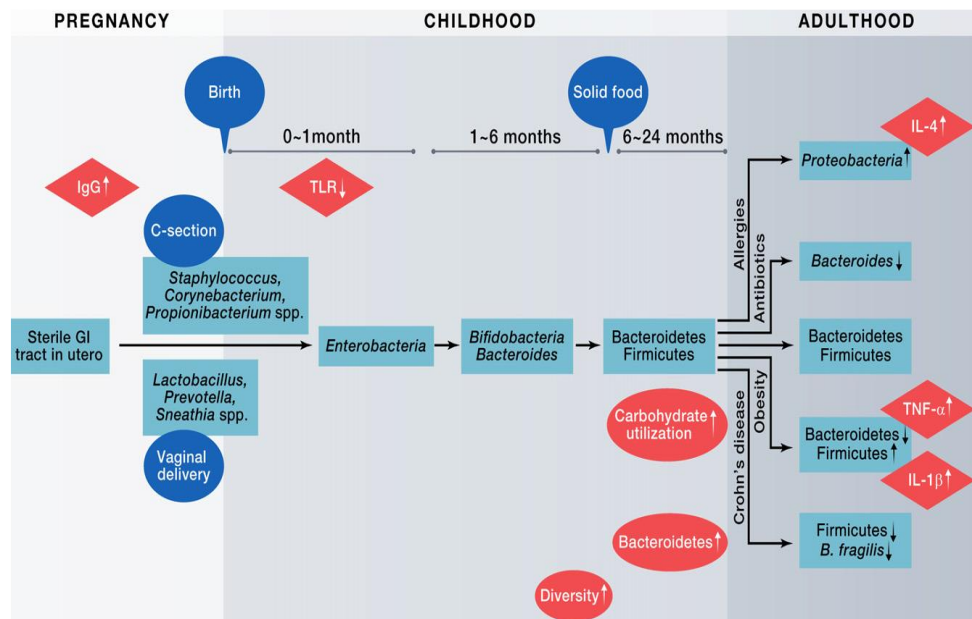 PREGNANCY
CHILDHOOD
ADULTHOOD
Birth
Solid food
0~1month
1~6 months
6~24 months
IL-4↑
Proteobacteria↑
IgG↑
TLR↓
C-section
Staphylococcus,
Corynebacterium,
Propionibacterium spp.
Allergies
Antibiotics
Bacteroides↓
Sterile GI
tract in utero
Enterobacteria
Bifidobacteria
Bacteroides
Bacteroidetes
Firmicutes
Bacteroidetes
Firmicutes
Lactobacillus,
Prevotella,
Sneathia spp.
Vaginal
delivery
Carbohydrate↑
utilization
Crohn's disease
Obesity
TNF-α↑
Bacteroidetes↓
Firmicutes↑
IL-1β↑
Bacteroidetes↑
Firmicutes↓
B. fragilis↓
Diversity↑